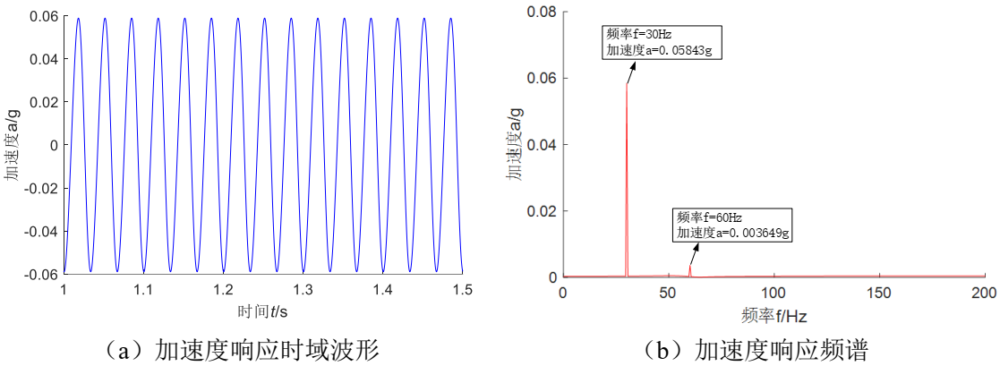 0.06
0.04
0.02
0
-0.02
-0.04
-0.06
加速度a/g
1
1.1
1.2
1.3
1.4
1.5
时间t/s
（a）加速度响应时域波形
0.08
0.06
0.04
0.02
0
加速度a/g
频率f=30Hz
加速度a=0.05843g
频率f=60Hz
加速度a=0.003649g
0
50
100
150
200
频率f/Hz
（b）加速度响应频谱